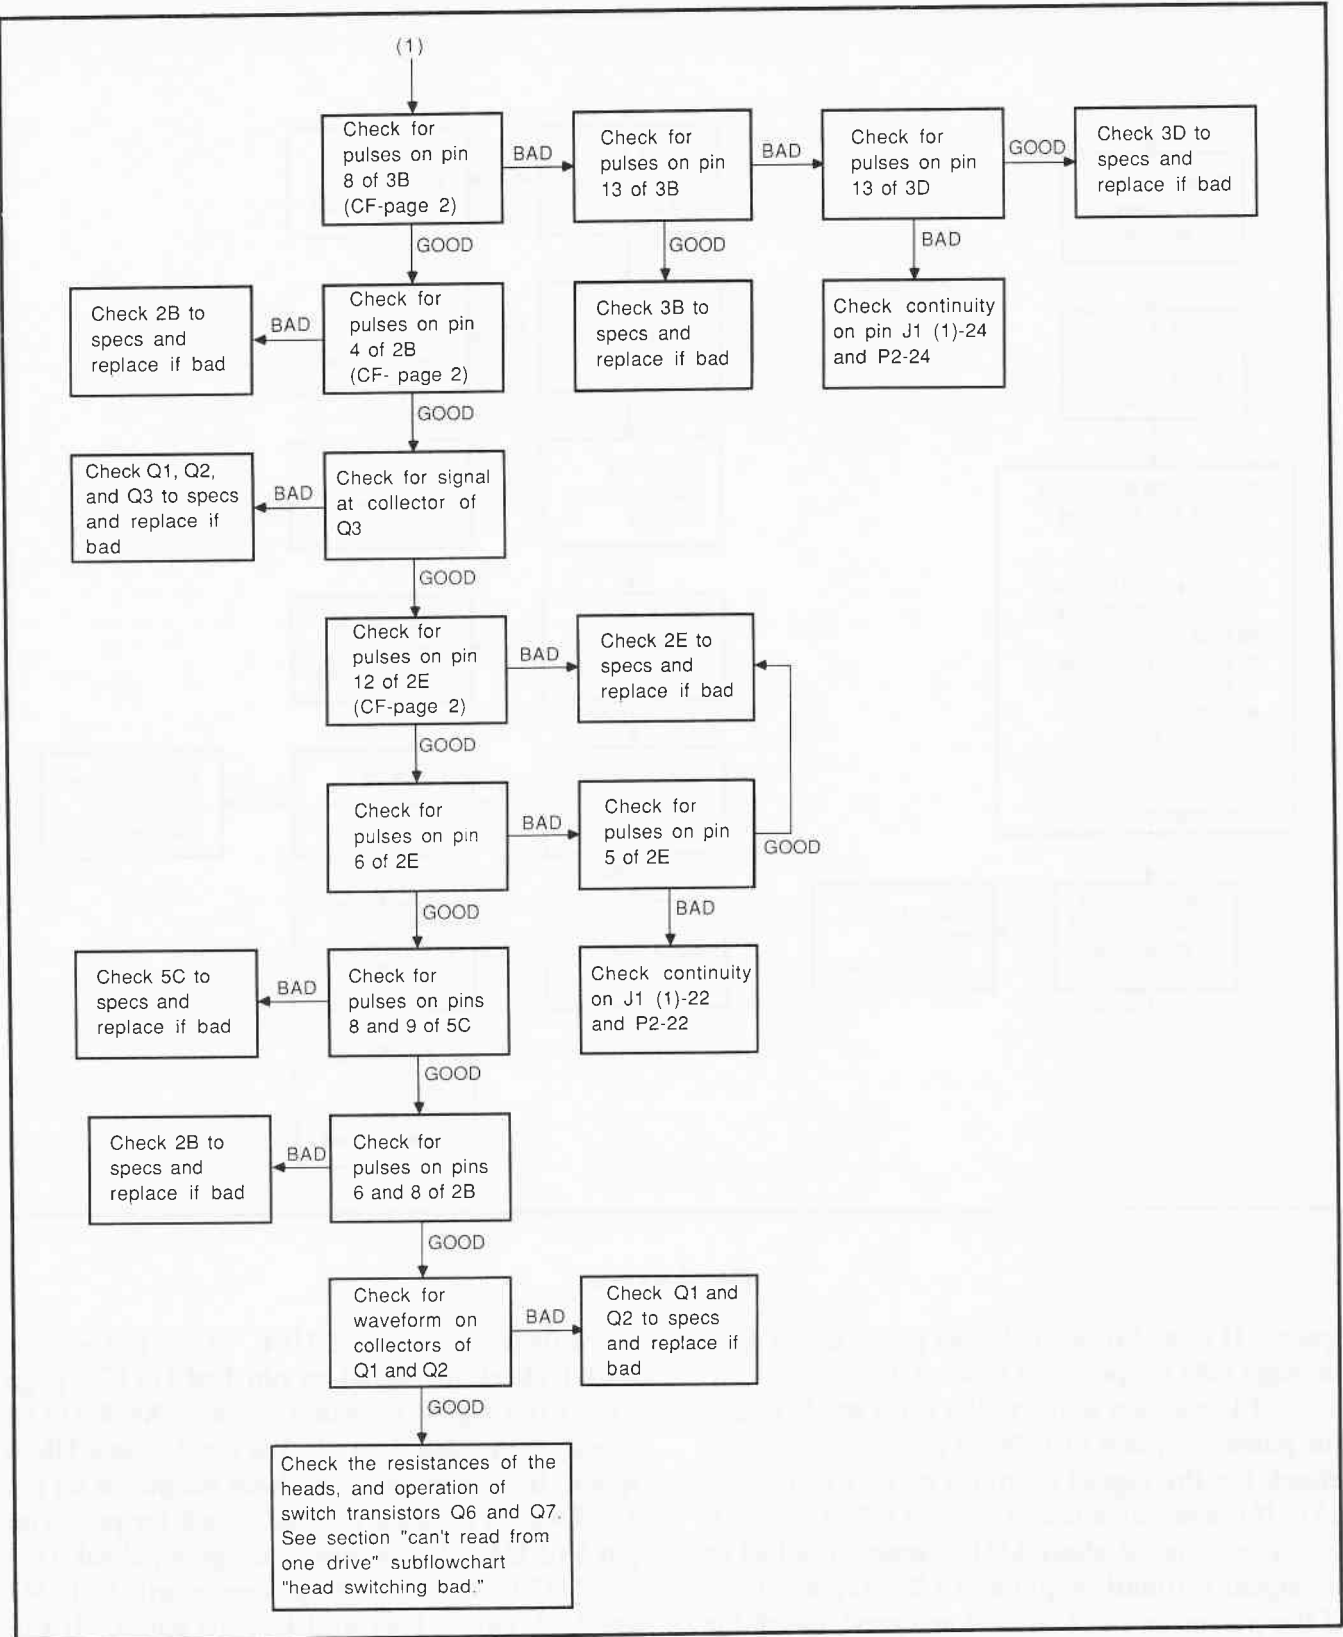 (1)
Check for
pulses on pin
8 of 3B
(CF-page 2)
BAD
Check for
pulses on pin
13 of 3B
BAD
Check for
pulses on pin
13 of 3D
GOOD
Check 3D to
specs and
replace if bad
GOOD
GOOD
BAD
Check 2B to
specs and
replace if bad
BAD
Check for
pulses on pin
4 of 2B
(CF- page 2)
Check 3B to
specs and
replace if bad
Check continuity
on pin J1 (1)-24
and P2-24
GOOD
Check Q1, Q2,
and Q3 to specs
and replace if
bad
BAD
Check for signal
at collector of
Q3
GOOD
Check for
pulses on pin
12 of 2E
(CF-page 2)
BAD
Check 2E to
specs and
replace if bad
GOOD
Check for
pulses on pin
6 of 2E
BAD
Check for
pulses on pin
5 of 2E
GOOD
GOOD
BAD
Check 5C to
specs and
replace if bad
BAD
Check for
pulses on pins
8 and 9 of 5C
Check continuity
on J1 (1)-22
and P2-22
GOOD
Check 2B to
specs and
replace if bad
BAD
Check for
pulses on pins
6 and 8 of 2B
GOOD
Check for
waveform on
collectors of
Q1 and Q2
BAD
Check Q1 and
Q2 to specs
and replace if
bad
GOOD
Check the resistances of the
heads, and operation of
switch transistors Q6 and Q7.
See section "can't read from
one drive" subflowchart
"head switching bad."